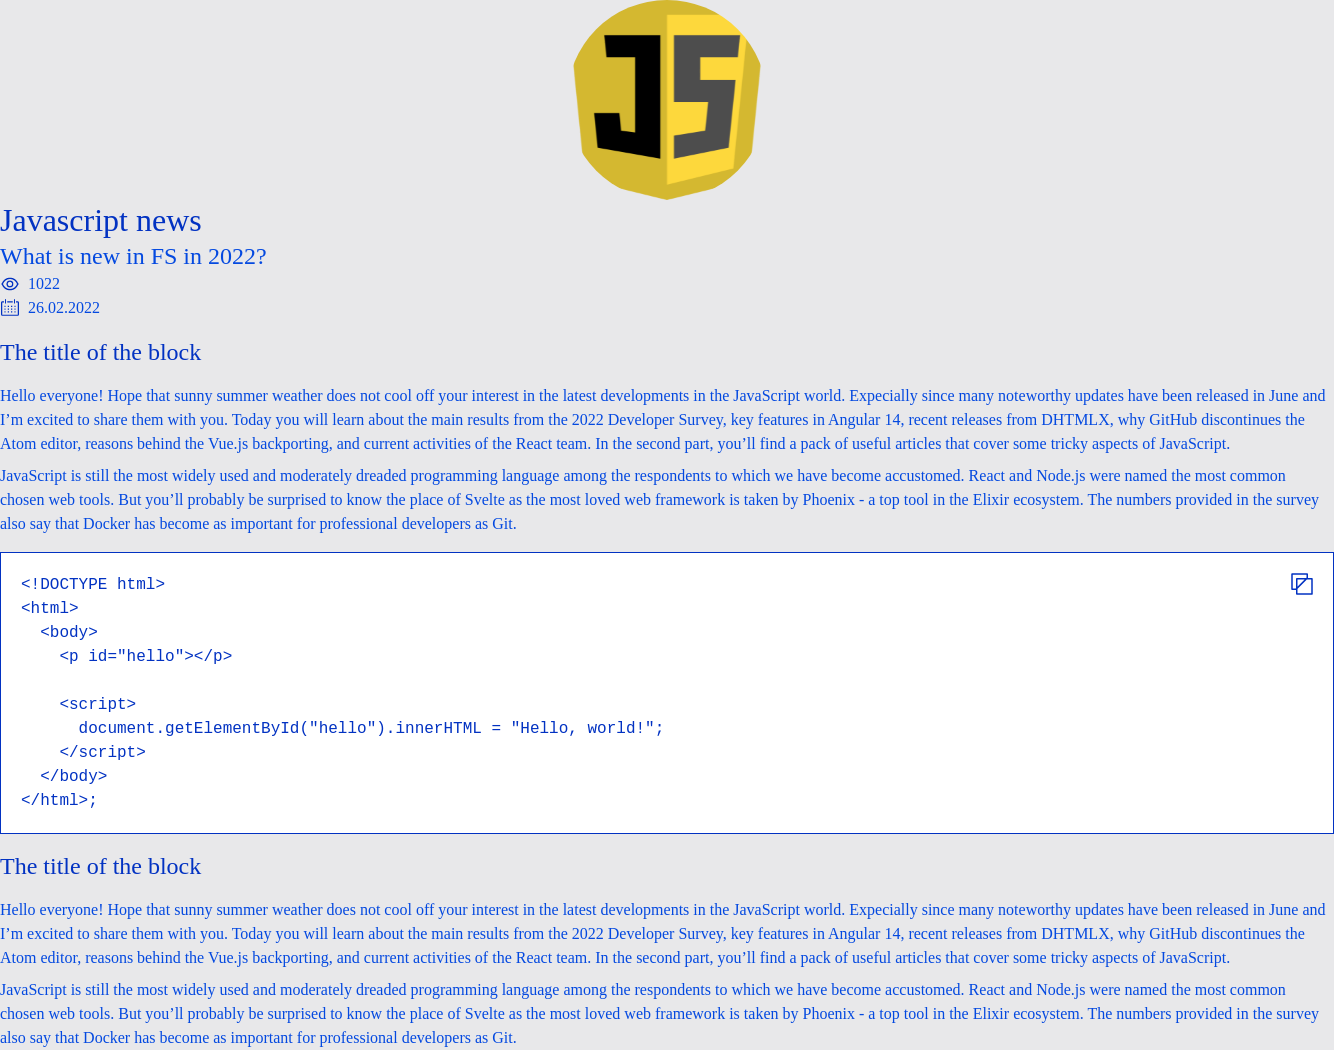 JS
Javascript news
What is new in FS in 2022?
1022
26.02.2022
The title of the block
Hello everyone! Hope that sunny summer weather does not cool off your interest in the latest developments in the JavaScript world. Expecially since many noteworthy updates have been released in June and
I’m excited to share them with you. Today you will learn about the main results from the 2022 Developer Survey, key features in Angular 14, recent releases from DHTMLX, why GitHub discontinues the
Atom editor, reasons behind the Vue.js backporting, and current activities of the React team. In the second part, you’ll find a pack of useful articles that cover some tricky aspects of JavaScript.
JavaScript is still the most widely used and moderately dreaded programming language among the respondents to which we have become accustomed. React and Node.js were named the most common
chosen web tools. But you’ll probably be surprised to know the place of Svelte as the most loved web framework is taken by Phoenix - a top tool in the Elixir ecosystem. The numbers provided in the survey
also say that Docker has become as important for professional developers as Git.
<!DOCTYPE html>
<html>
  <body>
    <p id="hello"></p>

    <script>
      document.getElementById("hello").innerHTML = "Hello, world!";
    </script>
  </body>
</html>;
The title of the block
Hello everyone! Hope that sunny summer weather does not cool off your interest in the latest developments in the JavaScript world. Expecially since many noteworthy updates have been released in June and
I’m excited to share them with you. Today you will learn about the main results from the 2022 Developer Survey, key features in Angular 14, recent releases from DHTMLX, why GitHub discontinues the
Atom editor, reasons behind the Vue.js backporting, and current activities of the React team. In the second part, you’ll find a pack of useful articles that cover some tricky aspects of JavaScript.
JavaScript is still the most widely used and moderately dreaded programming language among the respondents to which we have become accustomed. React and Node.js were named the most common
chosen web tools. But you’ll probably be surprised to know the place of Svelte as the most loved web framework is taken by Phoenix - a top tool in the Elixir ecosystem. The numbers provided in the survey
also say that Docker has become as important for professional developers as Git.